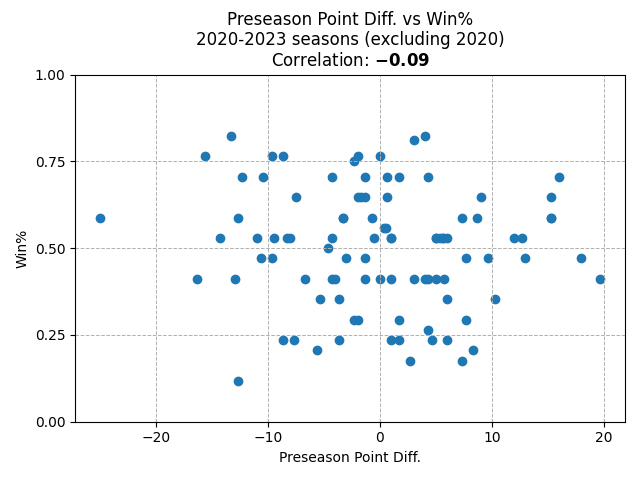 Preseason Point Diff. vs Win%
2020-2023 seasons (excluding 2020)
Correlation: −0.09
1.00
0.75
0.50
0.25
0.00
Win%
−20 −10 0 10 20
Preseason Point Diff.